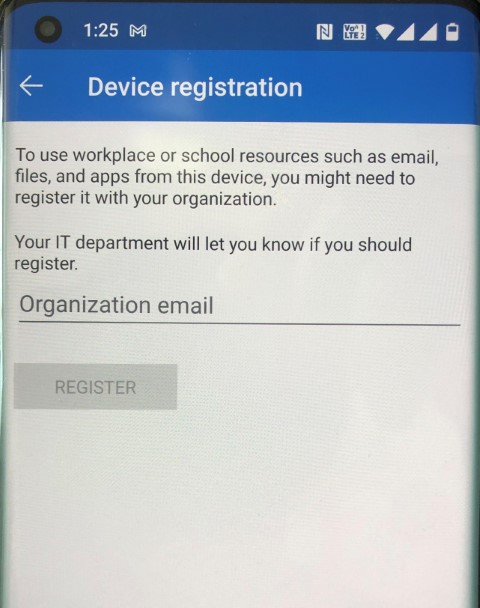 1:25
Vo 1
LTE 2
Device registration
To use workplace or school resources such as email,
files, and apps from this device, you might need to
register it with your organization.
Your IT department will let you know if you should
register.
Organization email
REGISTER